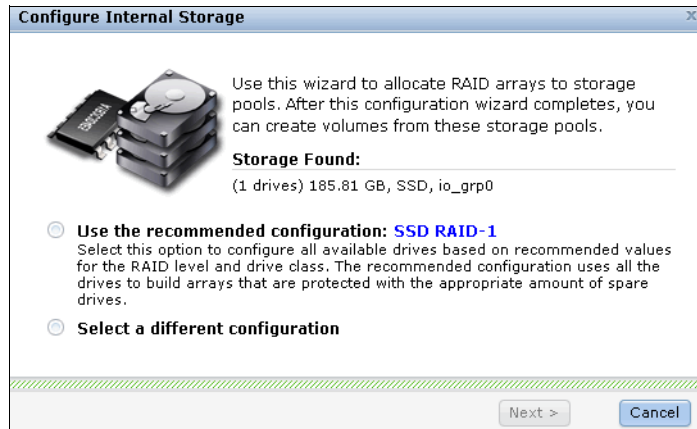 Configure Internal Storage
x
Use this wizard to allocate RAID arrays to storage
pools. After this configuration wizard completes, you
can create volumes from these storage pools.
Storage Found:
(1 drives) 185.81 GB, SSD, io_grp0
Use the recommended configuration: SSD RAID-1
Select this option to configure all available drives based on recommended values
for the RAID level and drive class. The recommended configuration uses all the
drives to build arrays that are protected with the appropriate amount of spare
drives.
Select a different configuration
Next >
Cancel